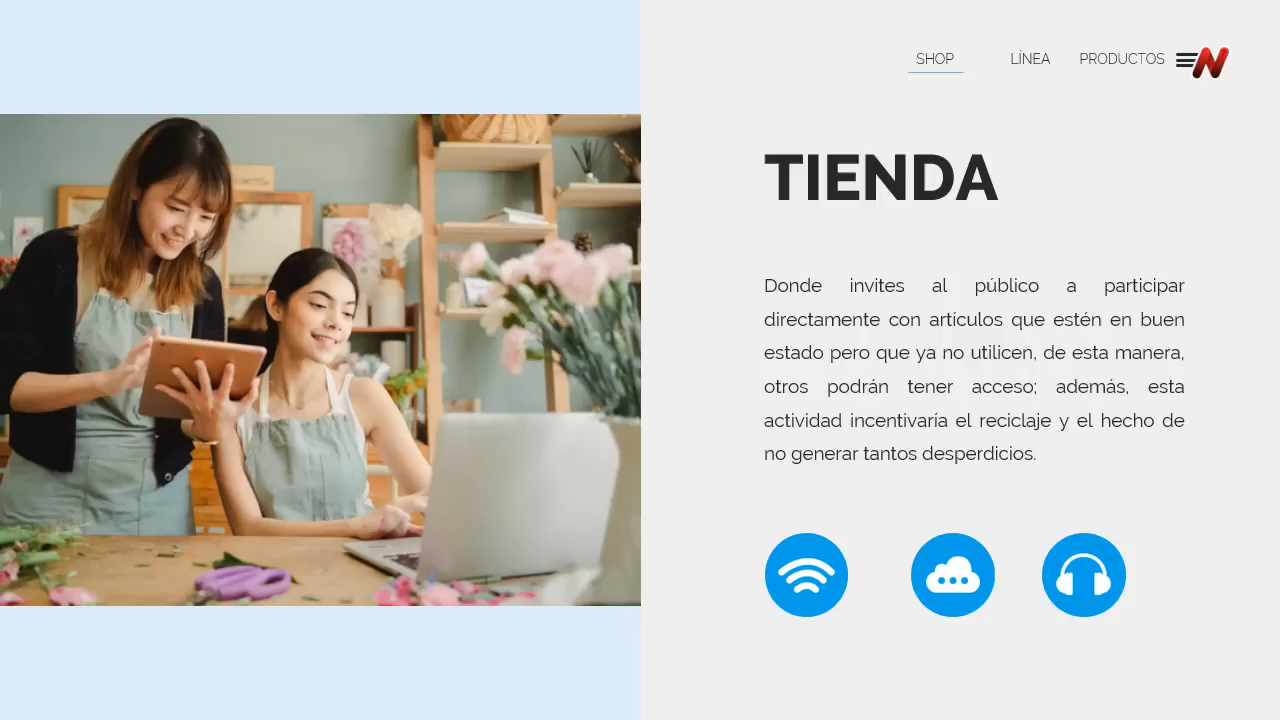 SHOP LÍNEA PRODUCTOS N
TIENDA
Donde invites al público a participar
directamente con artículos que estén en buen
estado pero que ya no utilicen, de esta manera,
otros podrán tener acceso; además, esta
actividad incentivaría el reciclaje y el hecho de
no generar tantos desperdicios.